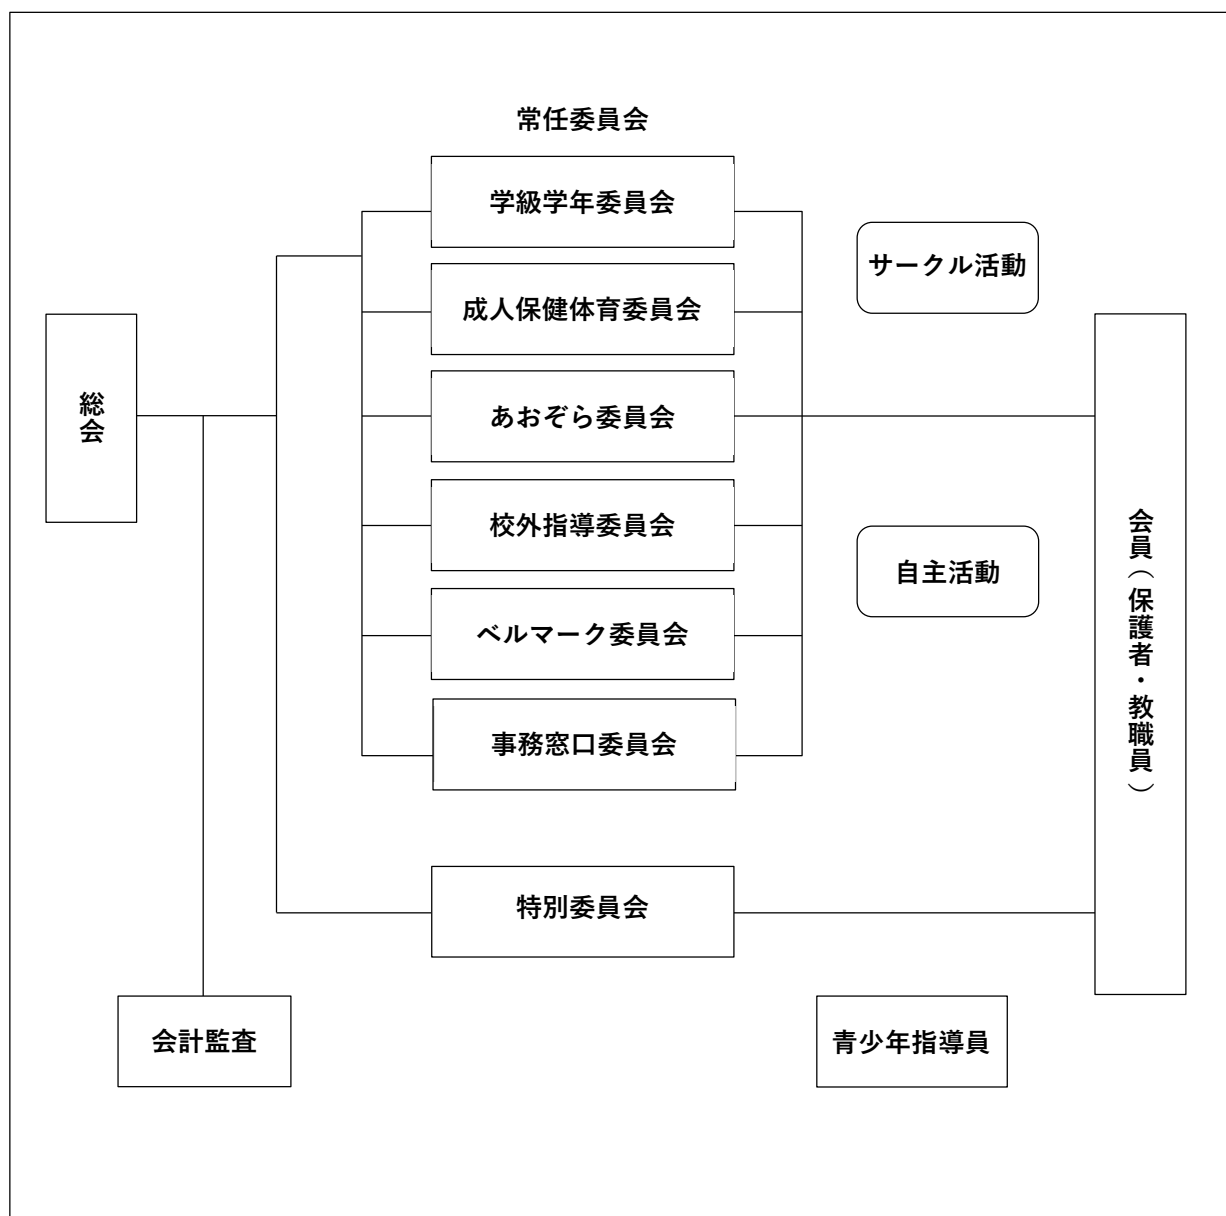 常任委員会
学級学年委員会
成人保健体育委員会
あおぞら委員会
校外指導委員会
ベルマーク委員会
事務窓口委員会
特別委員会
総会
会計監査
サークル活動
自主活動
青少年指導員
会員（保護者・教職員）